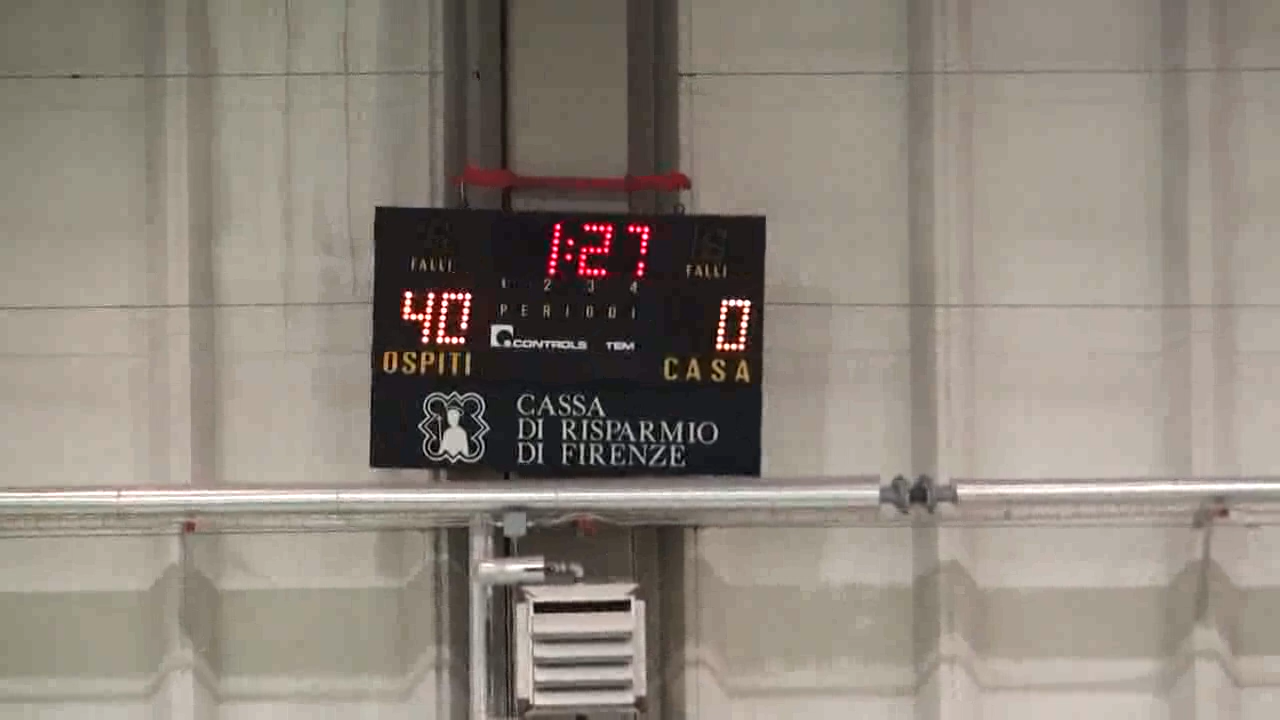 1:27
FALLI
FALLI
1 2 3 4
40
PERIODI
0
CONTROLS TEM
OSPITI
CASA
CASSA
DI RISPARMIO
DI FIRENZE